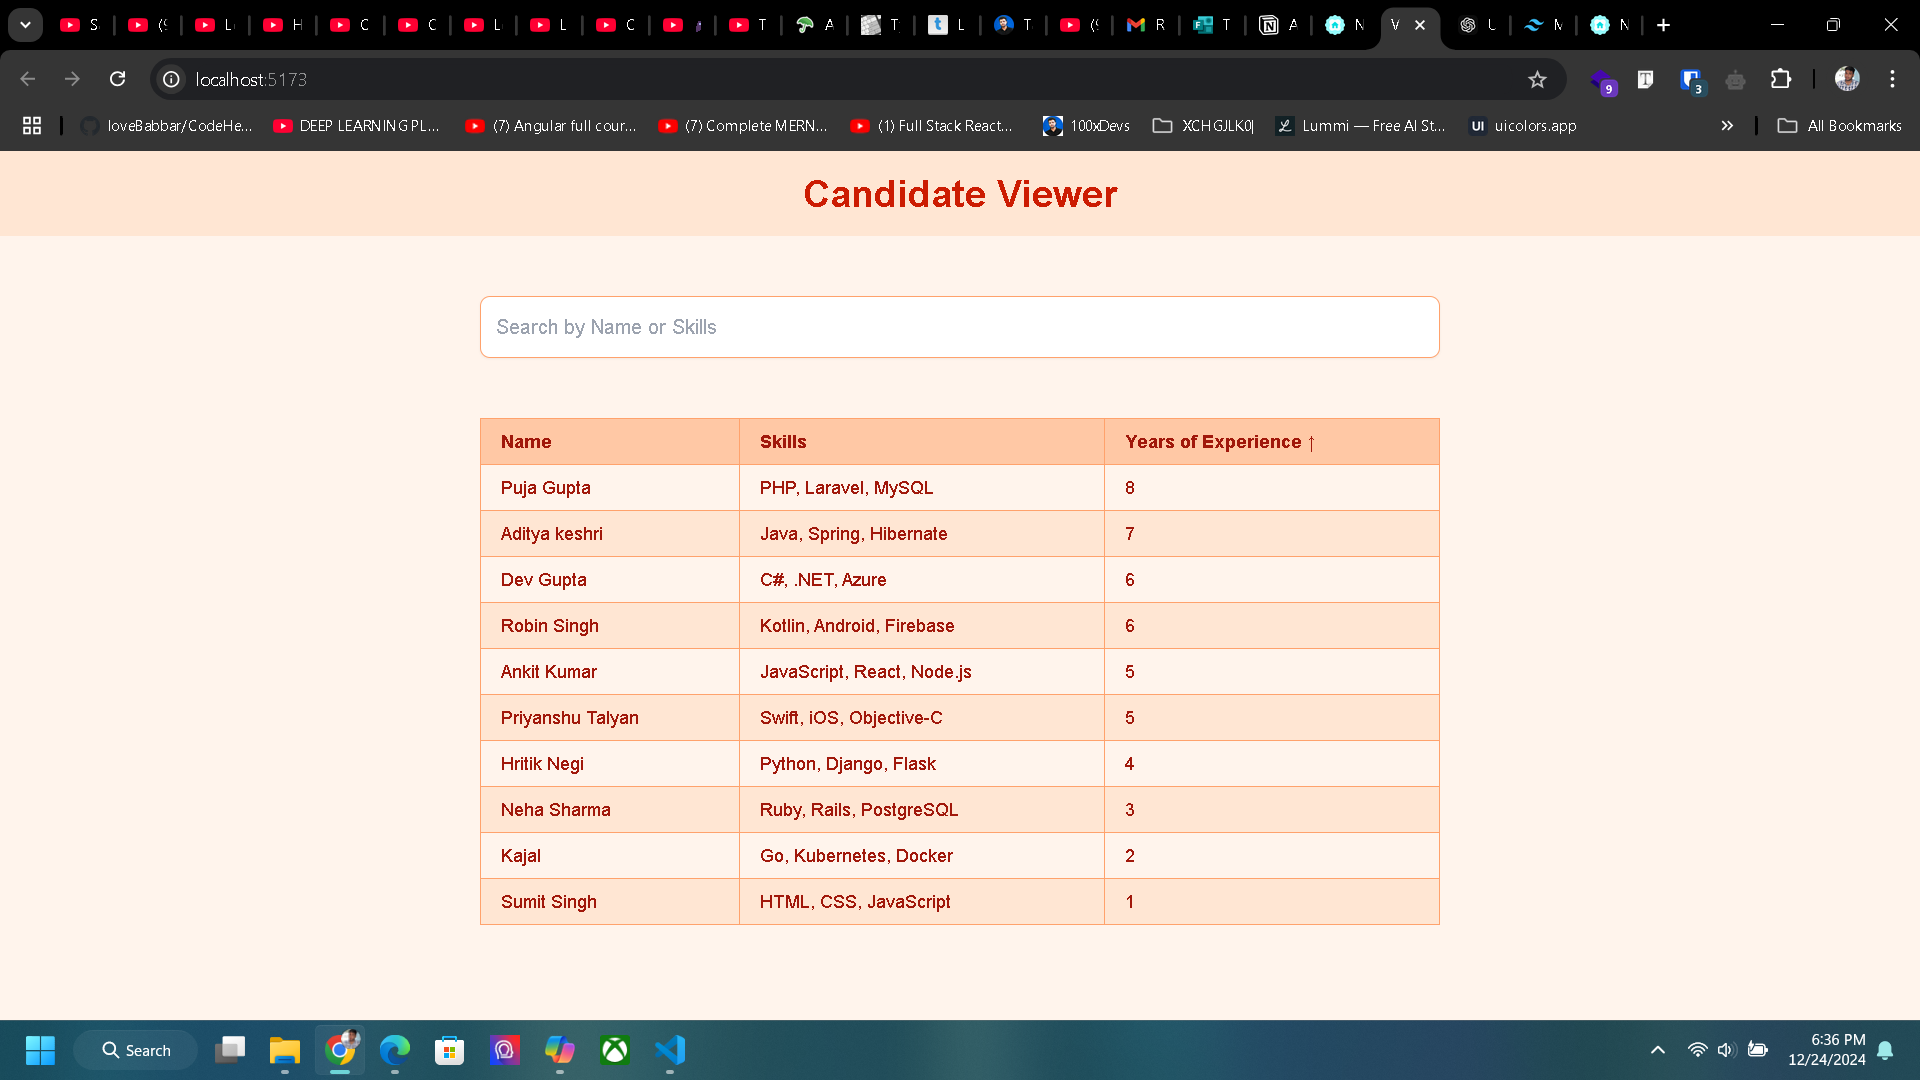 localhost:5173
loveBabbar/CodeHe...
DEEP LEARNING PL...
(7) Angular full cour...
(7) Complete MERN...
(1) Full Stack React...
100xDevs
XCHGJLK0|
Lummi — Free AI St...
UI uicolors.app
All Bookmarks
Candidate Viewer
Search by Name or Skills
Name Skills Years of Experience ↑
Puja Gupta PHP, Laravel, MySQL 8
Aditya keshri Java, Spring, Hibernate 7
Dev Gupta C#, .NET, Azure 6
Robin Singh Kotlin, Android, Firebase 6
Ankit Kumar JavaScript, React, Node.js 5
Priyanshu Talyan Swift, iOS, Objective-C 5
Hritik Negi Python, Django, Flask 4
Neha Sharma Ruby, Rails, PostgreSQL 3
Kajal Go, Kubernetes, Docker 2
Sumit Singh HTML, CSS, JavaScript 1
Search
6:36 PM
12/24/2024